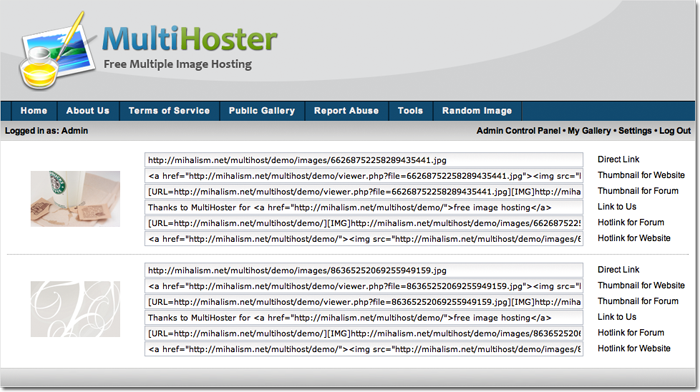 MultiHoster
Free Multiple Image Hosting
Home About Us Terms of Service Public Gallery Report Abuse Tools Random Image
Logged in as: Admin Admin Control Panel • My Gallery • Settings • Log Out
http://mihalism.net/multihost/demo/images/66268752258289435441.jpg Direct Link
<a href="http://mihalism.net/multihost/demo/viewer.php?file=66268752258289435441.jpg"><img src=" Thumbnail for Website
[URL=http://mihalism.net/multihost/demo/viewer.php?file=66268752258289435441.jpg][IMG]http://miha Thumbnail for Forum
Thanks to MultiHoster for <a href="http://mihalism.net/multihost/demo/">free image hosting</a> Link to Us
[URL=http://mihalism.net/multihost/demo/][IMG]http://mihalism.net/multihost/demo/images/662687525 Hotlink for Forum
<a href="http://mihalism.net/multihost/demo/"><img src="http://mihalism.net/multihost/demo/images/6 Hotlink for Website
http://mihalism.net/multihost/demo/images/86365252069255949159.jpg Direct Link
<a href="http://mihalism.net/multihost/demo/viewer.php?file=86365252069255949159.jpg"><img src=" Thumbnail for Website
[URL=http://mihalism.net/multihost/demo/viewer.php?file=86365252069255949159.jpg][IMG]http://miha Thumbnail for Forum
Thanks to MultiHoster for <a href="http://mihalism.net/multihost/demo/">free image hosting</a> Link to Us
[URL=http://mihalism.net/multihost/demo/][IMG]http://mihalism.net/multihost/demo/images/863652520 Hotlink for Forum
<a href="http://mihalism.net/multihost/demo/"><img src="http://mihalism.net/multihost/demo/images/8 Hotlink for Website